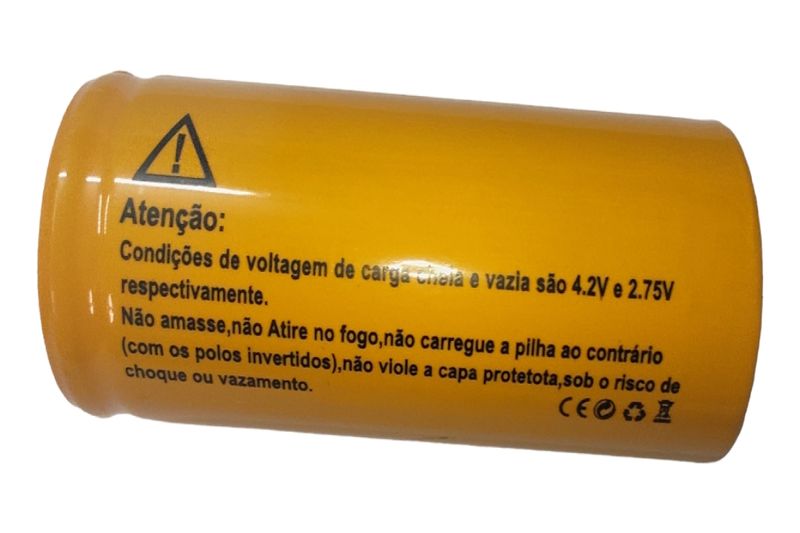 Atenção:
Condições de voltagem de carga cheia e vazia são 4.2V e 2.75V
respectivamente.
Não amasse,não Atire no fogo,não carregue a pilha ao contrário
(com os polos invertidos),não viole a capa protetota,sob o risco de
choque ou vazamento.
CE